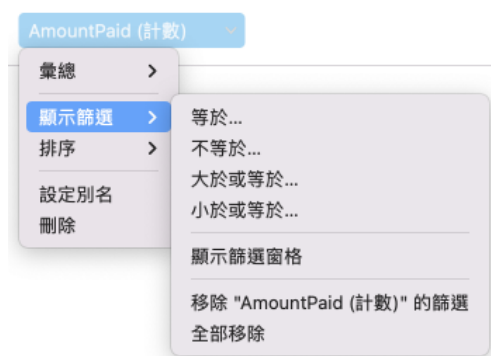 AmountPaid (計數)
彙總
顯示篩選
排序
設定別名
刪除
等於...
不等於...
大於或等於...
小於或等於...
顯示篩選窗格
移除 "AmountPaid (計數)" 的篩選
全部移除